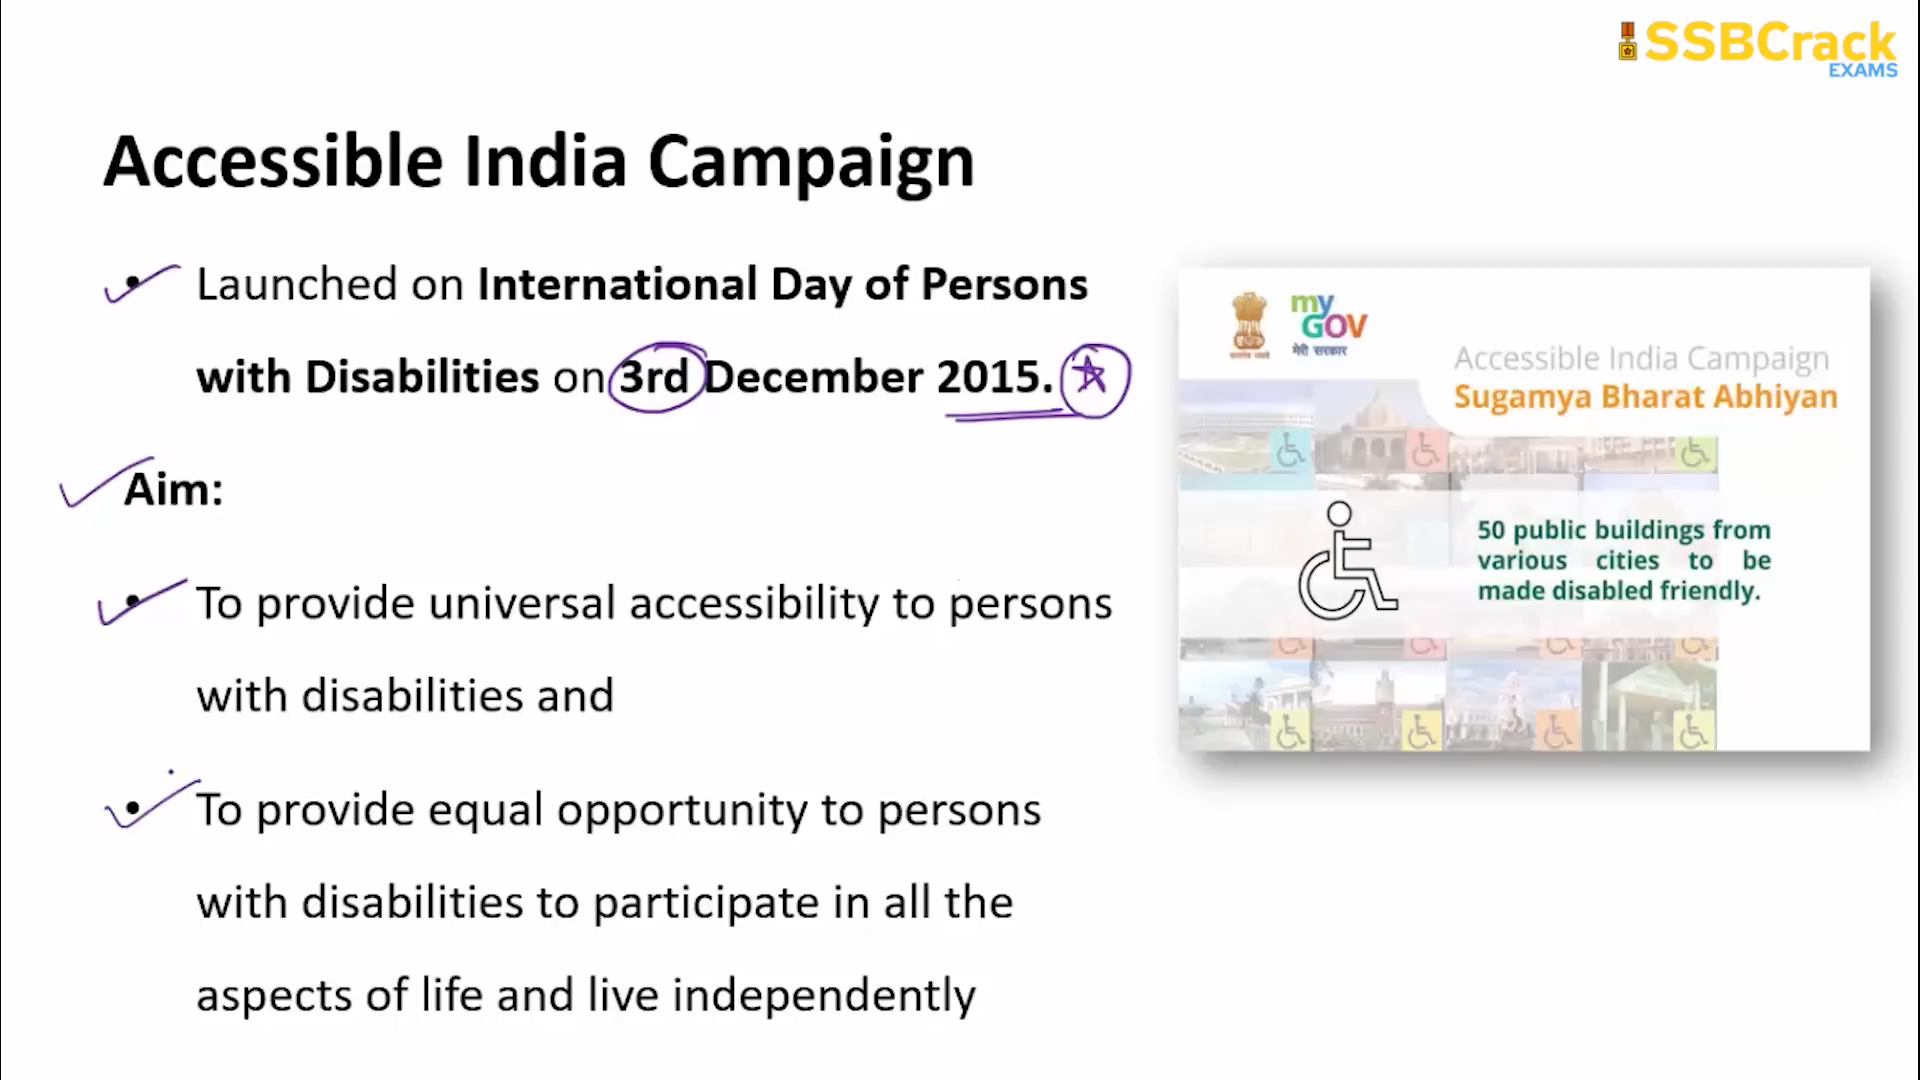 SSBCrack
EXAMS
Accessible India Campaign
• Launched on International Day of Persons
with Disabilities on 3rd December 2015.
Aim:
• To provide universal accessibility to persons
with disabilities and
• To provide equal opportunity to persons
with disabilities to participate in all the
aspects of life and live independently
my
GOV
मेरी सरकार
Accessible India Campaign
Sugamya Bharat Abhiyan
50 public buildings from
various cities to be
made disabled friendly.